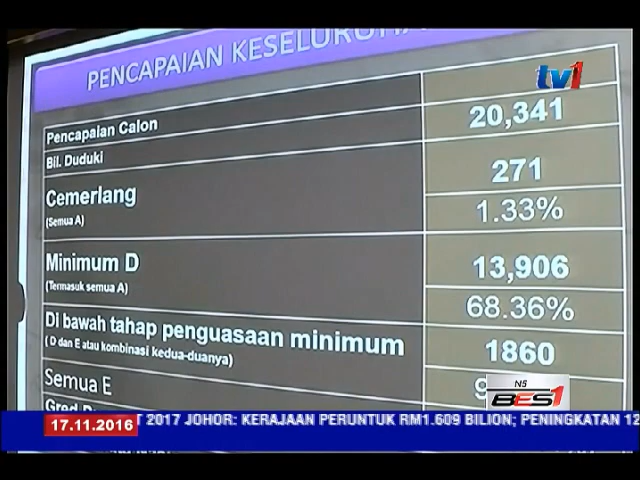 PENCAPAIAN
tv1
Pencapaian Calon
Bil. Duduki 20,341
Cemerlang 271
(Semua A) 1.33%
Minimum D 13,906
(Termasuk semua A) 68.36%
Di bawah tahap penguasaan minimum 1860
( D dan E atau kombinasi kedua-duanya)
Semua E
N5
BES1
17.11.2016 2017 JOHOR: KERAJAAN PERUNTUK RM1.609 BILION; PENINGKATAN